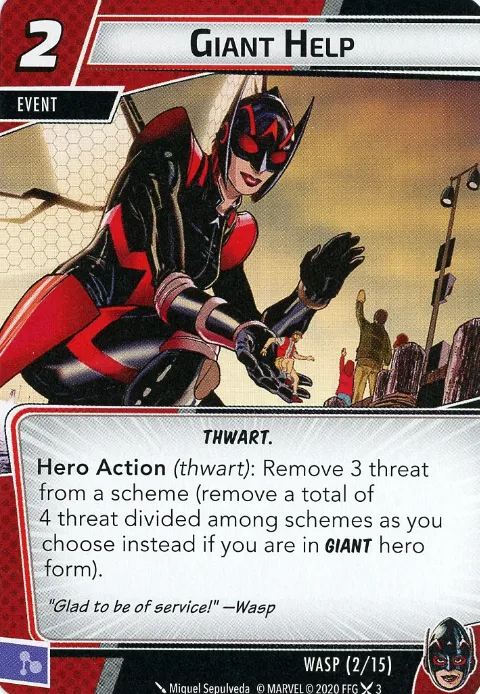 2
GIANT HELP
EVENT
THWART.
Hero Action (thwart): Remove 3 threat
from a scheme (remove a total of
4 threat divided among schemes as you
choose instead if you are in GIANT hero
form).
"Glad to be of service!" —Wasp
WASP (2/15)
Miguel Sepulveda © MARVEL © 2020 FFG 3